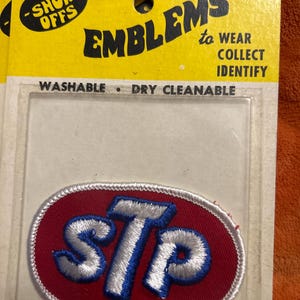 SHOW
OFFS
EMBLEMS
to WEAR
COLLECT
IDENTIFY
WASHABLE • DRY CLEANABLE
STP